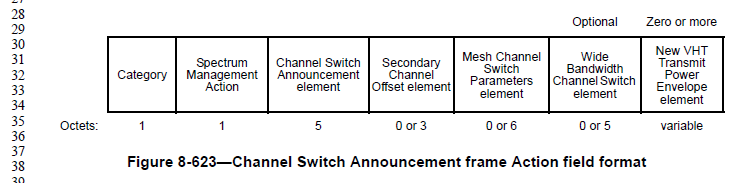 27
28
29
30
31
32
33
34
35
36
37
38
39
Optional Zero or more
Category
Spectrum
Management
Action
Channel Switch
Announcement
element
Secondary
Channel
Offset element
Mesh Channel
Switch
Parameters
element
Wide
Bandwidth
Channel Switch
element
New VHT
Transmit
Power
Envelope
element
Octets: 1 1 5 0 or 3 0 or 6 0 or 5 variable
Figure 8-623—Channel Switch Announcement frame Action field format